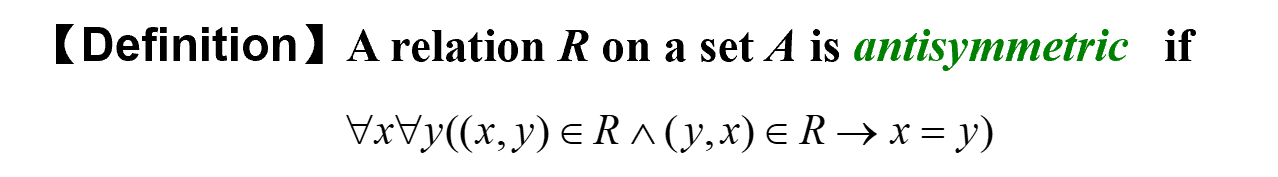 【Definition】A relation R on a set A is antisymmetric if
∀x∀y((x,y)∈R∧(y,x)∈R→x=y)